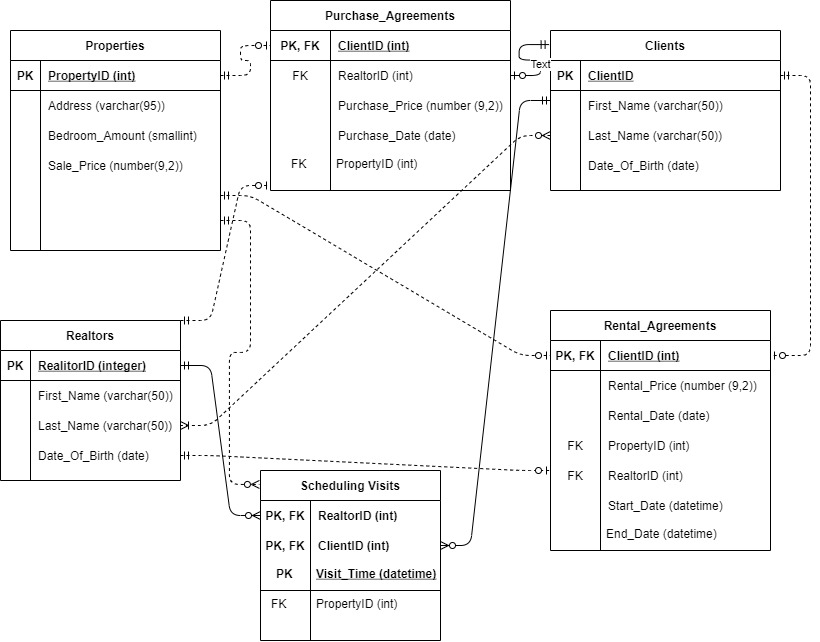 Purchase_Agreements
PK, FK ClientID (int)
FK RealtorID (int)
Purchase_Price (number (9,2))
Purchase_Date (date)
FK PropertyID (int)
Properties
PK PropertyID (int)
Address (varchar(95))
Bedroom_Amount (smallint)
Sale_Price (number(9,2))
Clients
Text
PK ClientID
First_Name (varchar(50))
Last_Name (varchar(50))
Date_Of_Birth (date)
Realtors
PK RealitorID (integer)
First_Name (varchar(50))
Last_Name (varchar(50))
Date_Of_Birth (date)
Rental_Agreements
PK, FK ClientID (int)
Rental_Price (number (9,2))
Rental_Date (date)
FK PropertyID (int)
FK RealtorID (int)
Start_Date (datetime)
End_Date (datetime)
Scheduling Visits
PK, FK RealtorID (int)
PK, FK ClientID (int)
PK Visit_Time (datetime)
FK PropertyID (int)